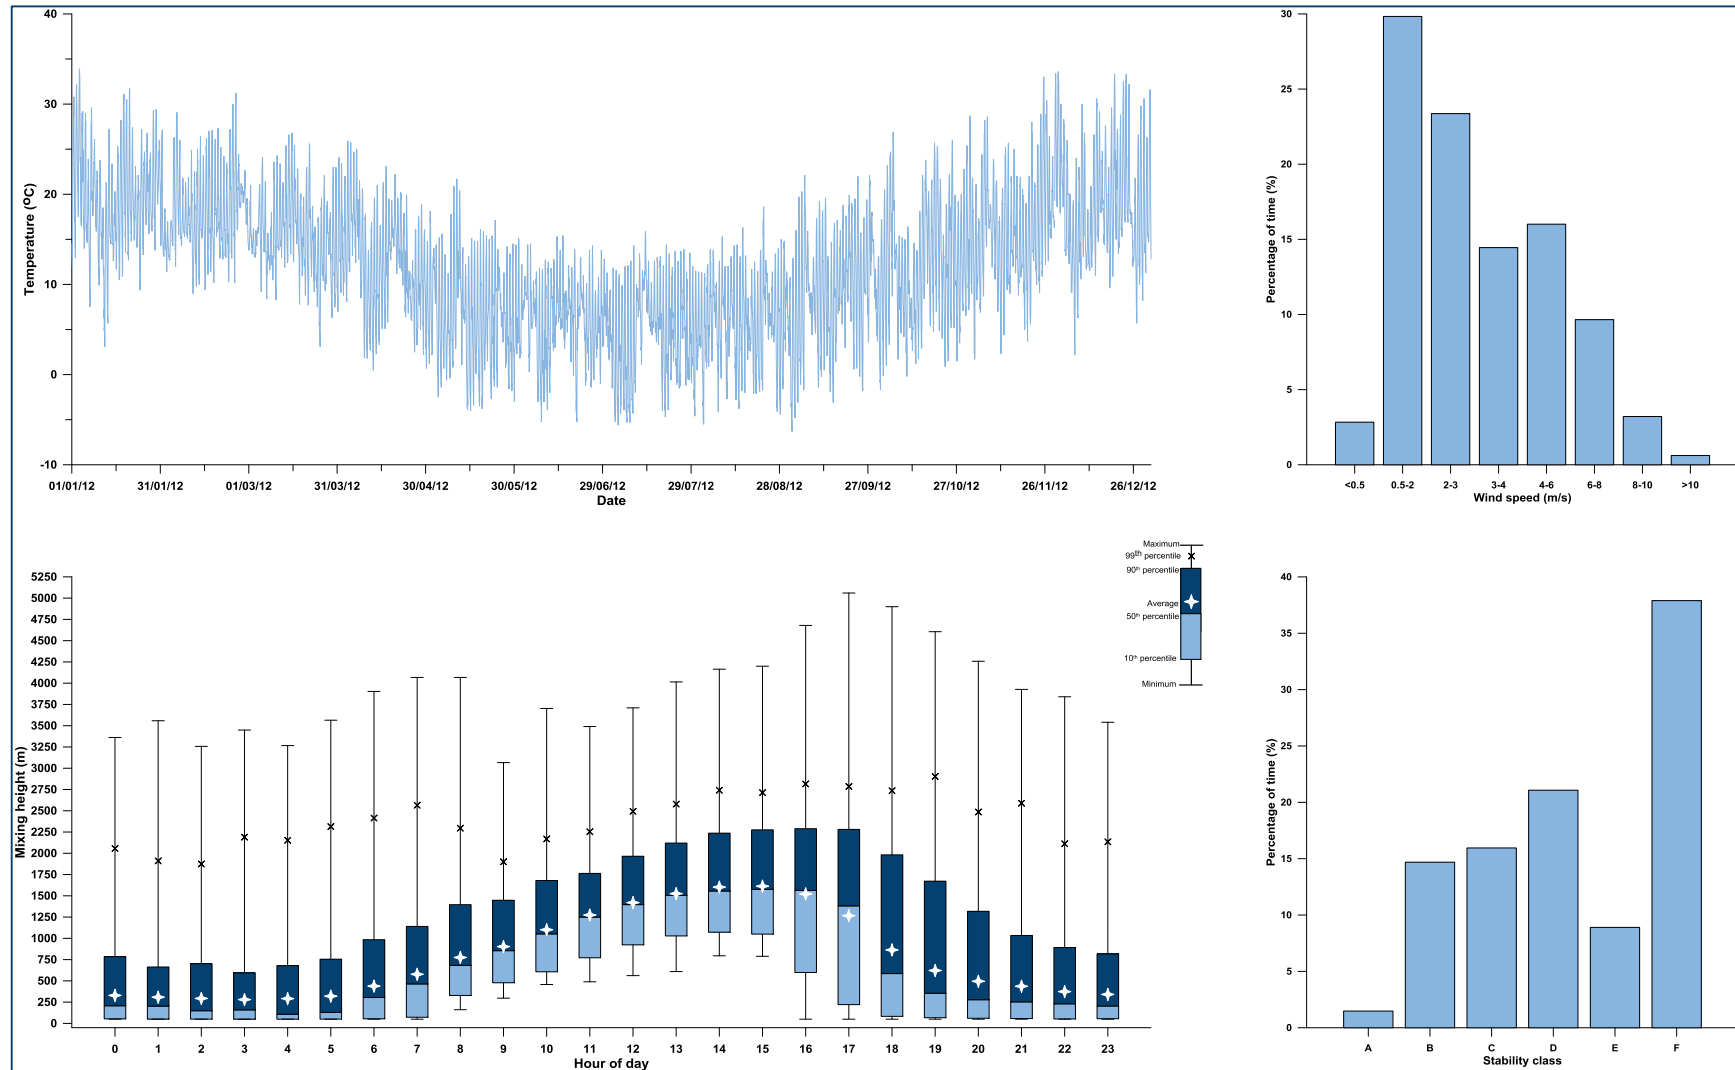 40
30
20
10
0
-10
Temperature (ºC)
01/01/12 31/01/12 01/03/12 31/03/12 30/04/12 30/05/12 29/06/12 29/07/12 28/08/12 27/09/12 27/10/12 26/11/12 26/12/12
Date
30
25
20
15
10
5
0
Percentage of time (%)
<0.5 0.5-2 2-3 3-4 4-6 6-8 8-10 >10
Wind speed (m/s)
Maximum
99th percentile
90th percentile
Average
50th percentile
10th percentile
Minimum
5250
5000
4750
4500
4250
4000
3750
3500
3250
3000
2750
2500
2250
2000
1750
1500
1250
1000
750
500
250
0
Mixing height (m)
0 1 2 3 4 5 6 7 8 9 10 11 12 13 14 15 16 17 18 19 20 21 22 23
Hour of day
40
35
30
25
20
15
10
5
0
Percentage of time (%)
A B C D E F
Stability class